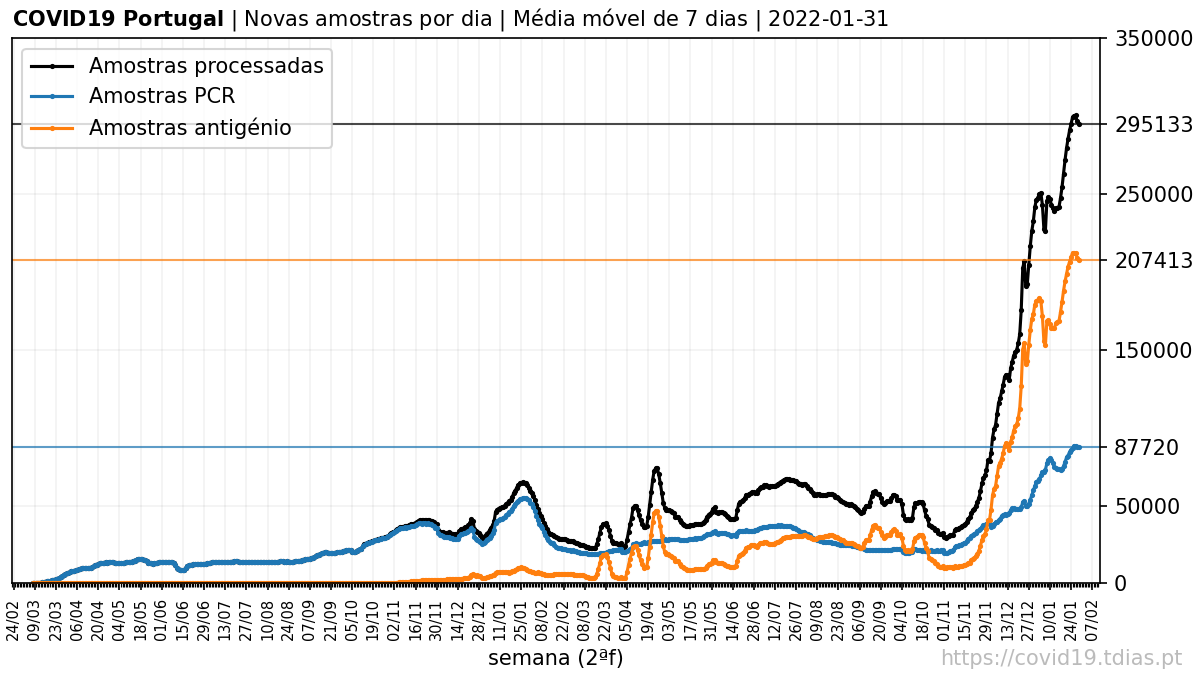 COVID19 Portugal | Novas amostras por dia | Média móvel de 7 dias | 2022-01-31
Amostras processadas
Amostras PCR
Amostras antigénio
350000
295133
250000
207413
150000
87720
50000
0
24/02 09/03 23/03 06/04 20/04 04/05 18/05 01/06 15/06 29/06 13/07 27/07 10/08 24/08 07/09 21/09 05/10 19/10 02/11 16/11 30/11 14/12 28/12 11/01 25/01 08/02 22/02 08/03 22/03 05/04 19/04 03/05 17/05 31/05 14/06 28/06 12/07 26/07 09/08 23/08 06/09 20/09 04/10 18/10 01/11 15/11 29/11 13/12 27/12 10/01 24/01 07/02
semana (2ªf)
https://covid19.tdias.pt